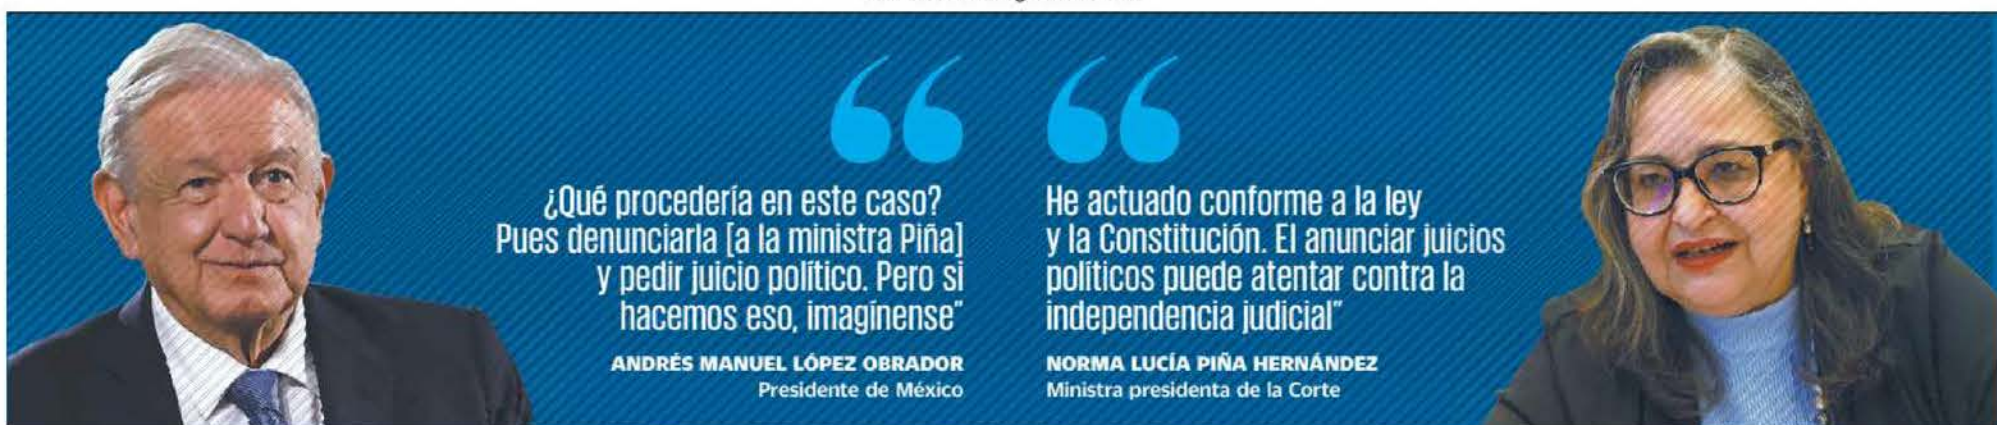 ¿Qué procedería en este caso?
Pues denunciarla [a la ministra Piña]
y pedir juicio político. Pero si
hacemos eso, imagínense”
ANDRÉS MANUEL LÓPEZ OBRADOR
Presidente de México
He actuado conforme a la ley
y la Constitución. El anunciar juicios
políticos puede atentar contra la
independencia judicial”
NORMA LUCÍA PIÑA HERNÁNDEZ
Ministra presidenta de la Corte